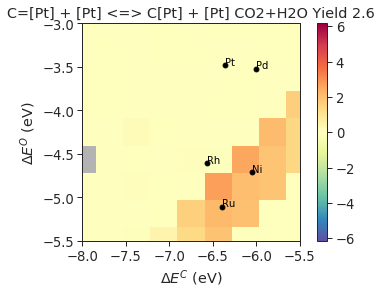 C=[Pt] + [Pt] <=> C[Pt] + [Pt] CO2+H2O Yield 2.6
−3.0
−3.5
−4.0
−4.5
−5.0
−5.5
ΔE^O (eV)
Pt
Pd
Rh
Ni
Ru
−8.0 −7.5 −7.0 −6.5 −6.0 −5.5
ΔE^C (eV)
6
4
2
0
−2
−4
−6